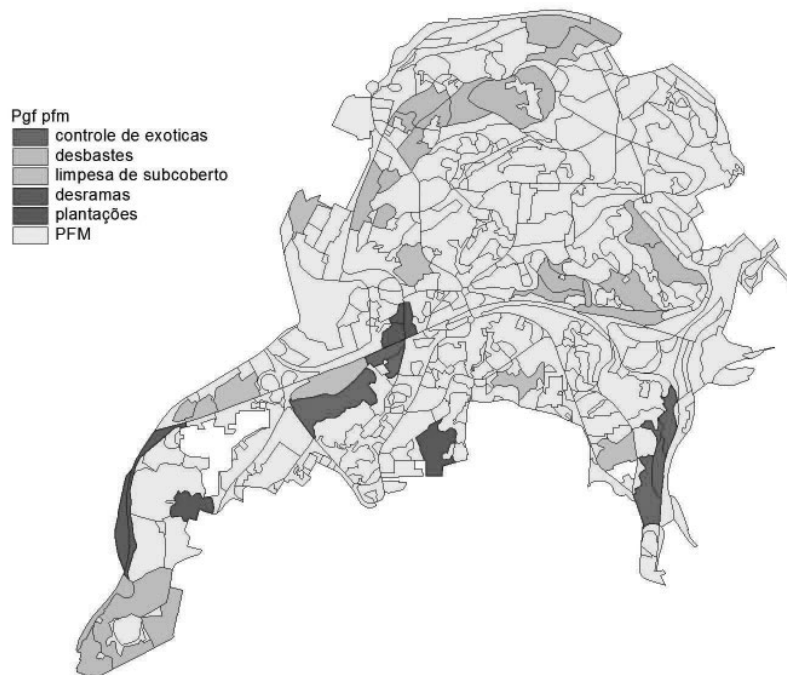 Pgf pfm
controle de exoticas
desbastes
limpesa de subcoberto
desramas
plantações
PFM